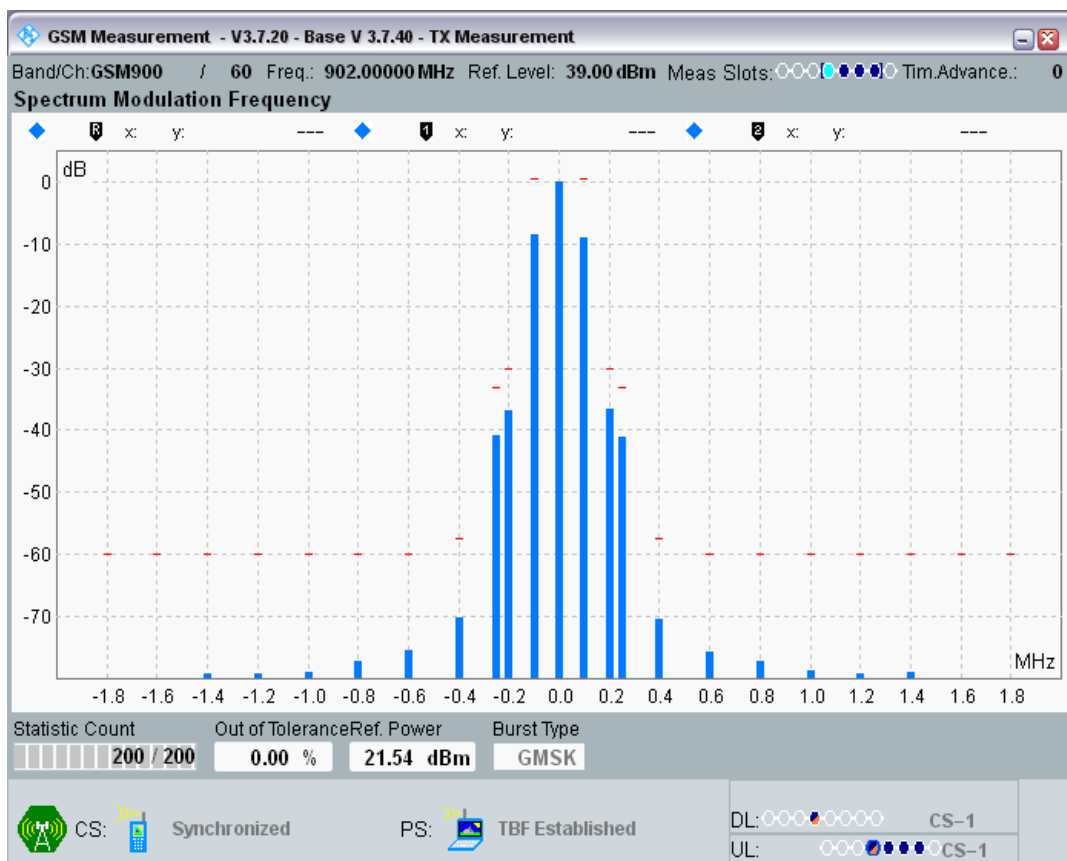 GSM Measurement - V3.7.20 - Base V 3.7.40 - TX Measurement
Band/Ch:GSM900 / 60 Freq.: 902.00000 MHz Ref. Level: 39.00 dBm Meas Slots: Tim.Advance.: 0
Spectrum Modulation Frequency
R x: y: --- 1 x: y: --- 2 x: y: ---
dB
0
-10
-20
-30
-40
-50
-60
-70
MHz
-1.8 -1.6 -1.4 -1.2 -1.0 -0.8 -0.6 -0.4 -0.2 0.0 0.2 0.4 0.6 0.8 1.0 1.2 1.4 1.6 1.8
Statistic Count Out of Tolerance Ref. Power Burst Type
200 / 200 0.00 % 21.54 dBm GMSK
CS: Synchronized PS: TBF Established DL: CS-1
UL: CS-1